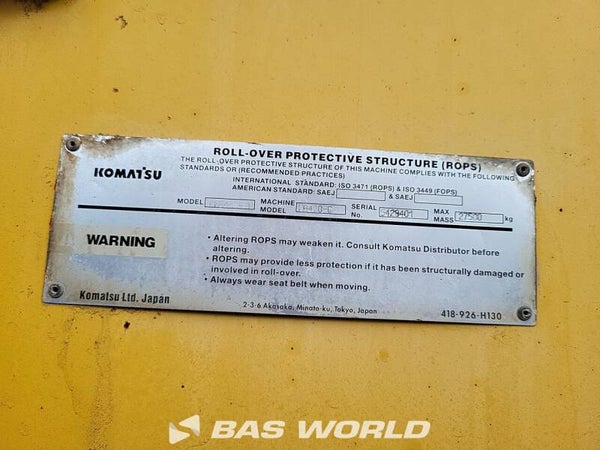 ROLL-OVER PROTECTIVE STRUCTURE (ROPS)
KOMATSU
THE ROLL-OVER PROTECTIVE STRUCTURE OF THIS MACHINE COMPLIES WITH THE FOLLOWING
STANDARDS OR (RECOMMENDED PRACTICES)
INTERNATIONAL STANDARD: ISO 3471 (ROPS) & ISO 3449 (FOPS)
AMERICAN STANDARD: SAEJ & SAEJ
MODEL MACHINE MODEL SERIAL No. MAX MASS 27500 kg
WARNING
• Altering ROPS may weaken it. Consult Komatsu Distributor before
altering.
• ROPS may provide less protection if it has been structurally damaged or
involved in roll-over.
• Always wear seat belt when moving.
Komatsu Ltd. Japan
2-3-6 Akasaka, Minato-ku, Tokyo, Japan
418-926-H130
BAS WORLD